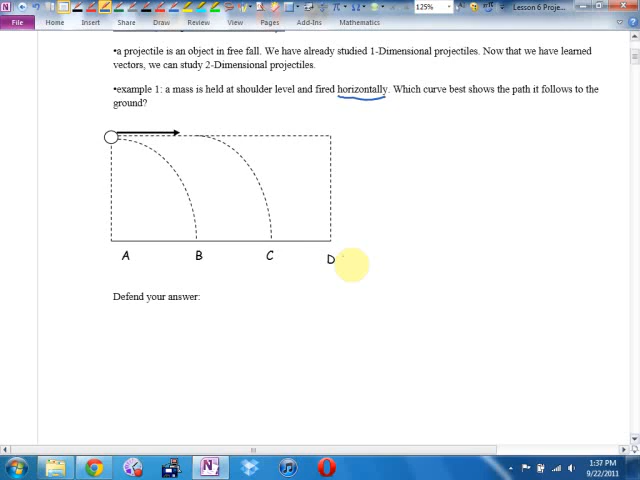 Lesson 6 Proje...
125%
File
Home
Insert
Share
Draw
View
Pages
Add-Ins
Mathematics
•a projectile is an object in free fall. We have already studied 1-Dimensional projectiles. Now that we have learned
vectors, we can study 2-Dimensional projectiles.
•example 1: a mass is held at shoulder level and fired horizontally. Which curve best shows the path it follows to the
ground?
A B C D
Defend your answer:
1:37 PM
9/22/2011